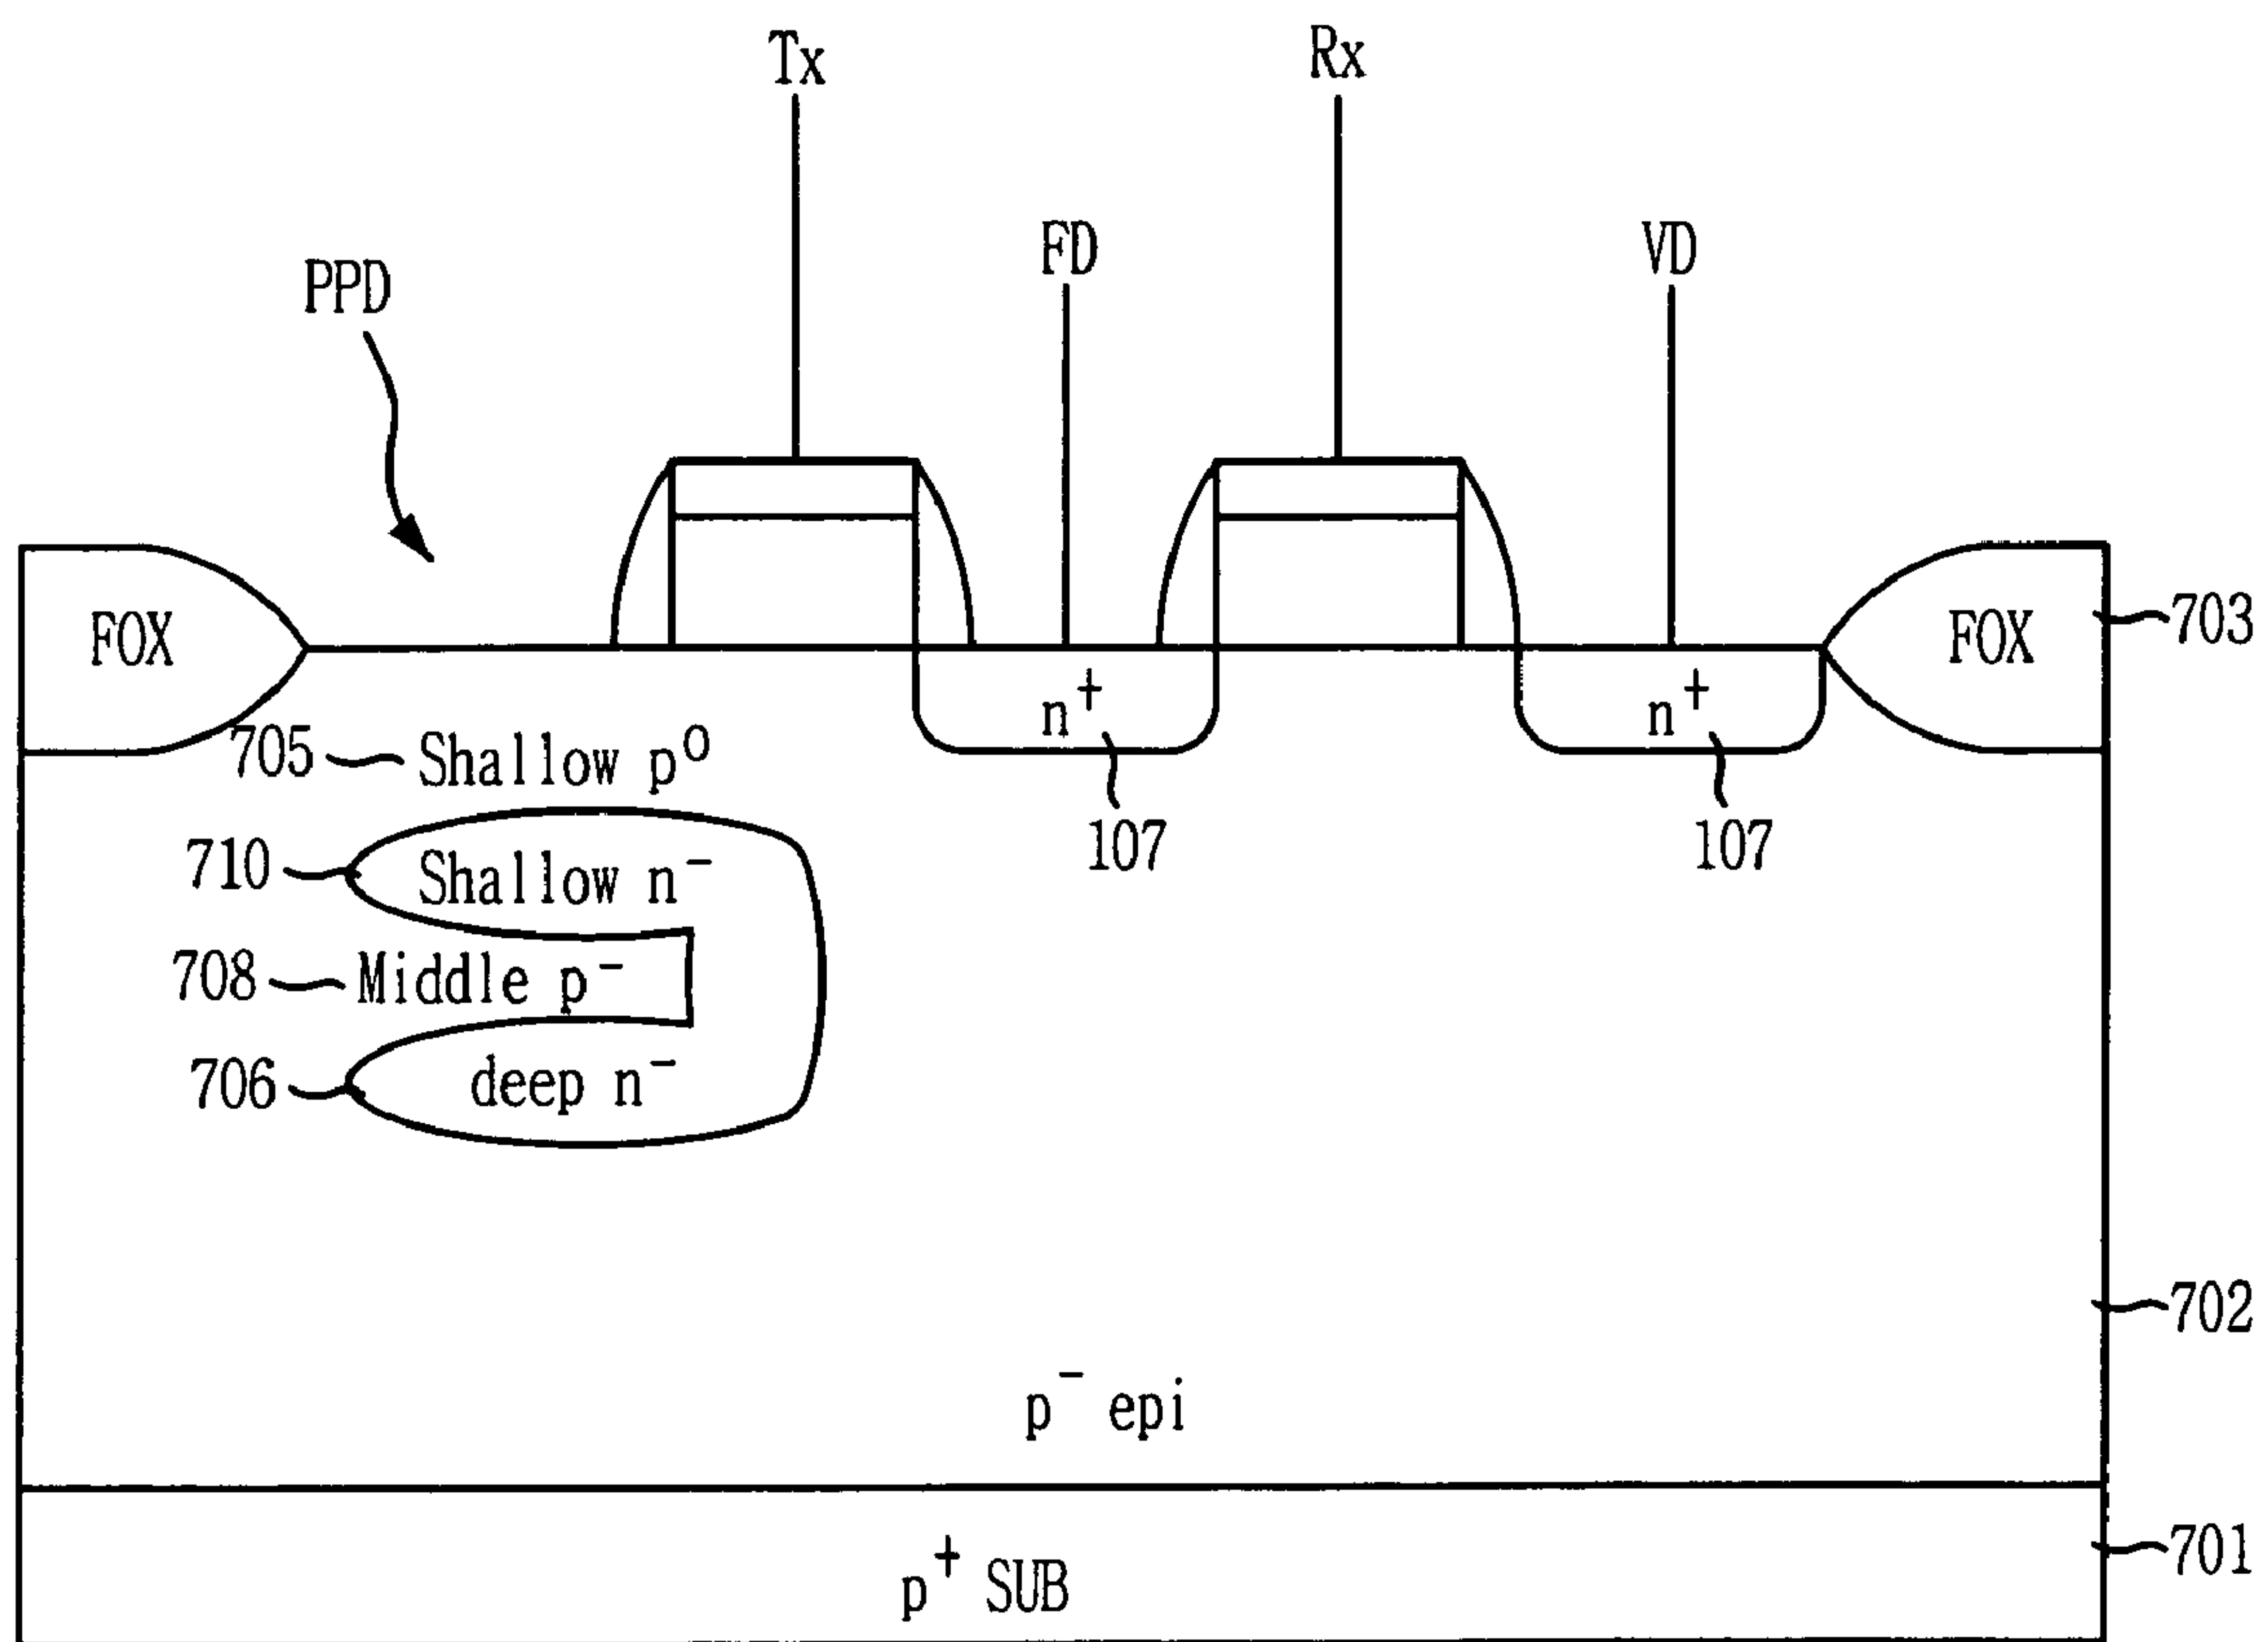 Tx
Rx
FD
VD
PPD
FOX
FOX
703
n+
n+
705
Shallow p0
107
107
710
Shallow n-
708
Middle p-
706
deep n-
702
p- epi
701
p+ SUB